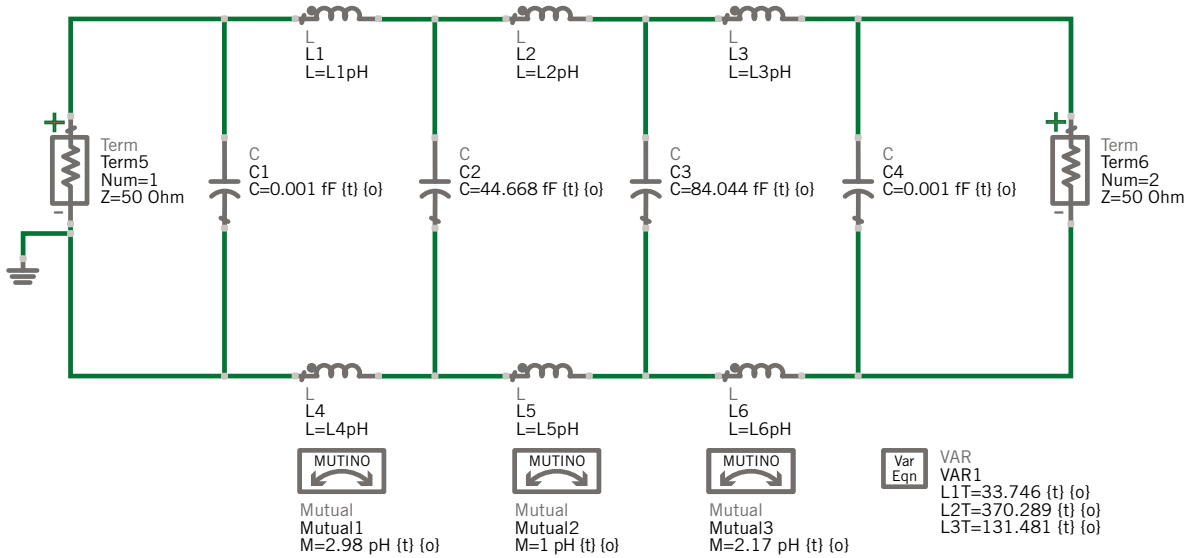 L
L1
L=L1pH
L
L2
L=L2pH
L
L3
L=L3pH
+
Term
Term5
Num=1
Z=50 Ohm
-
C
C1
C=0.001 fF {t} {o}
C
C2
C=44.668 fF {t} {o}
C
C3
C=84.044 fF {t} {o}
C
C4
C=0.001 fF {t} {o}
+
Term
Term6
Num=2
Z=50 Ohm
-
L
L4
L=L4pH
L
L5
L=L5pH
L
L6
L=L6pH
MUTINO
Mutual
Mutual1
M=2.98 pH {t} {o}
MUTINO
Mutual
Mutual2
M=1 pH {t} {o}
MUTINO
Mutual
Mutual3
M=2.17 pH {t} {o}
Var
Eqn
VAR
VAR1
L1T=33.746 {t} {o}
L2T=370.289 {t} {o}
L3T=131.481 {t} {o}